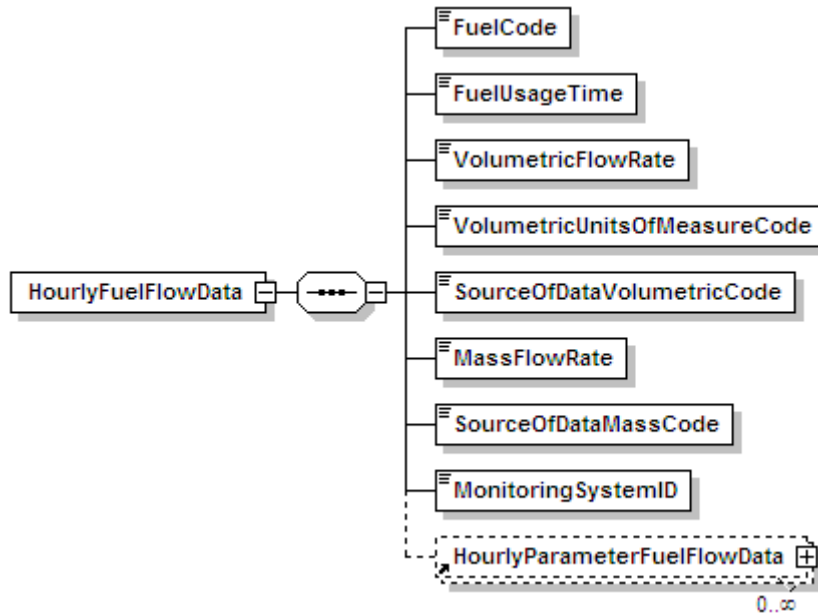 FuelCode
FuelUsageTime
VolumetricFlowRate
VolumetricUnitsOfMeasureCode
HourlyFuelFlowData
SourceOfDataVolumetricCode
MassFlowRate
SourceOfDataMassCode
MonitoringSystemID
HourlyParameterFuelFlowData
0..∞